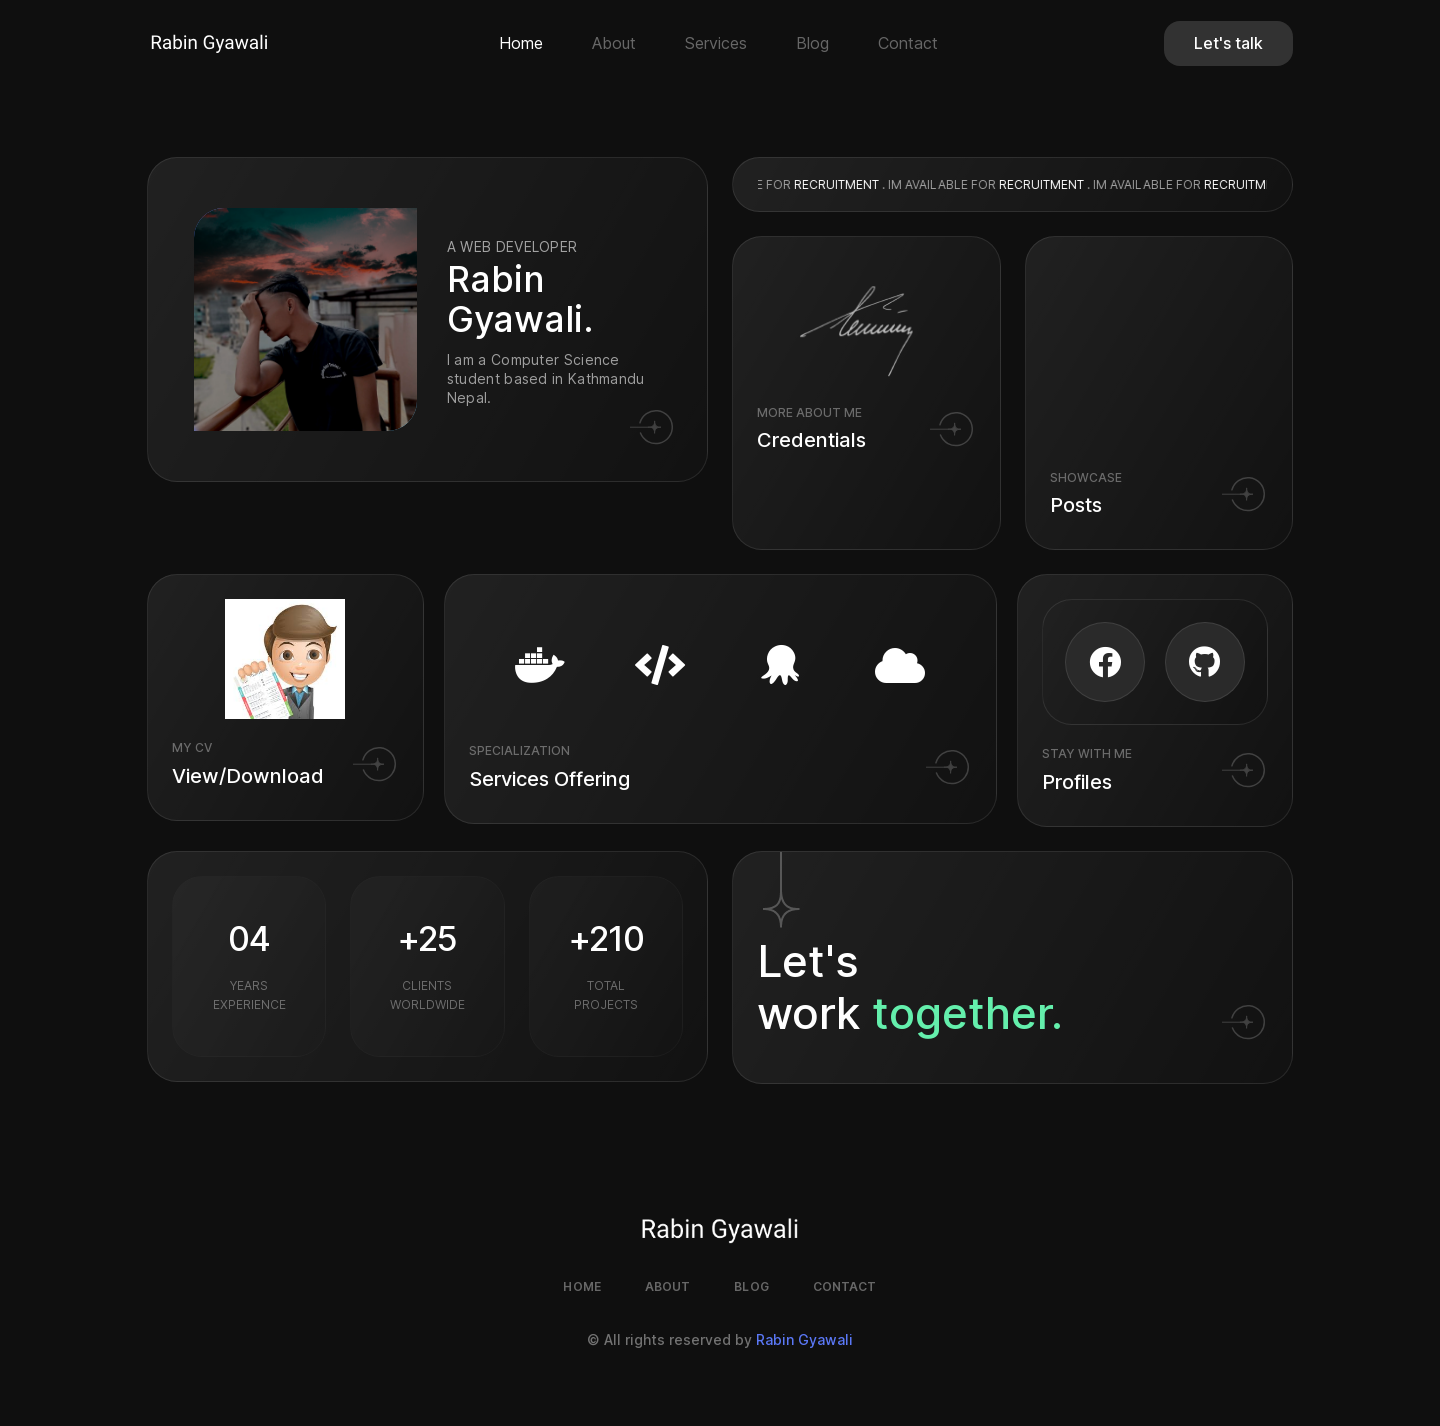 Rabin Gyawali
Home About Services Blog Contact
Let's talk
E FOR RECRUITMENT . IM AVAILABLE FOR RECRUITMENT . IM AVAILABLE FOR RECRUITM
A WEB DEVELOPER
Rabin
Gyawali.
I am a Computer Science
student based in Kathmandu
Nepal.
MORE ABOUT ME
Credentials
SHOWCASE
Posts
MY CV
View/Download
SPECIALIZATION
Services Offering
STAY WITH ME
Profiles
04
YEARS
EXPERIENCE
+25
CLIENTS
WORLDWIDE
+210
TOTAL
PROJECTS
Let's
work together.
Rabin Gyawali
HOME ABOUT BLOG CONTACT
© All rights reserved by Rabin Gyawali